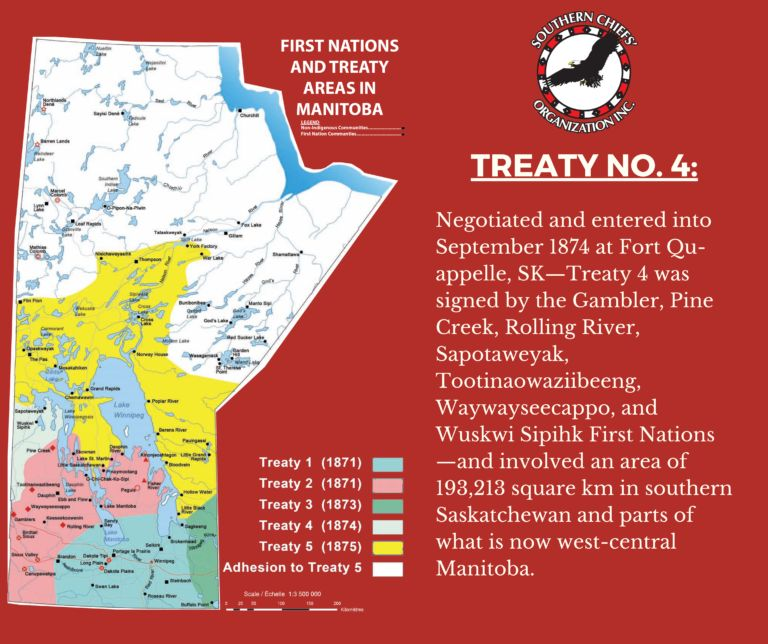 FIRST NATIONS
AND TREATY
AREAS IN
MANITOBA
LEGEND
Non-Indigenous Communities
First Nation Communities
SOUTHERN CHIEFS'
ORGANIZATION INC.
TREATY NO. 4:
Negotiated and entered into
September 1874 at Fort Qu-
appelle, SK—Treaty 4 was
signed by the Gambler, Pine
Creek, Rolling River,
Sapotaweyak,
Tootinaowaziibeeng,
Waywayseecappo, and
Wuskwi Sipihk First Nations
—and involved an area of
193,213 square km in southern
Saskatchewan and parts of
what is now west-central
Manitoba.
Northlands
Dené
Sayisi Dené
Churchill
Barren Lands
Marcel
Colomb
Southern
Indian
Lake
Lynn
Lake
Leaf Rapids
O-Pipon-Na-Piwin
Mathias
Colomb
Tataskweyak
Fox Lake
Gillam
York Factory
War Lake
Shamattawa
Nisichawayasihk
Thompson
Flin Flon
Cross
Lake
Bunibonibee
Manto Sipi
God's Lake
Red Sucker Lake
Garden
Hill
Wasagamack
St. Theresa
Point
Norway House
Opaskwayak
The Pas
Mosakahiken
Grand Rapids
Chemawawin
Lake
Winnipeg
Poplar River
Sapotaweyak
Wuskwi
Sipihk
Berens River
Pine Creek
Skownan
Dauphin
River
Lake St. Martin
Little Saskatchewan
Kinonjeoshtegon
Pauingassi
Little Grand
Rapids
Bloodvein
Tootinaowaziibeeng
Dauphin
Dauphin
Lake
O-Chi-Chak-Ko-Sipi
Pinaymootang
Peguis
Fisher
River
Ebb and Flow
Lake Manitoba
Hollow Water
Waywayseecappo
Keeseekoowenin
Gamblers
Rolling River
Sandy
Bay
Little Black
River
Sagkeeng
Birdtail
Sioux
Lake
Manitoba
Selkirk
Brokenhead
Sioux Valley
Brandon
Dakota Tipi
Long Plain
Portage la Prairie
Winnipeg
Dakota Plains
Canupawakpa
Swan Lake
Steinbach
Roseau River
Buffalo Point
Treaty 1 (1871)
Treaty 2 (1871)
Treaty 3 (1873)
Treaty 4 (1874)
Treaty 5 (1875)
Adhesion to Treaty 5
Scale / Échelle 1:3 500 000
0 20 50 100 150 200
Kilometres